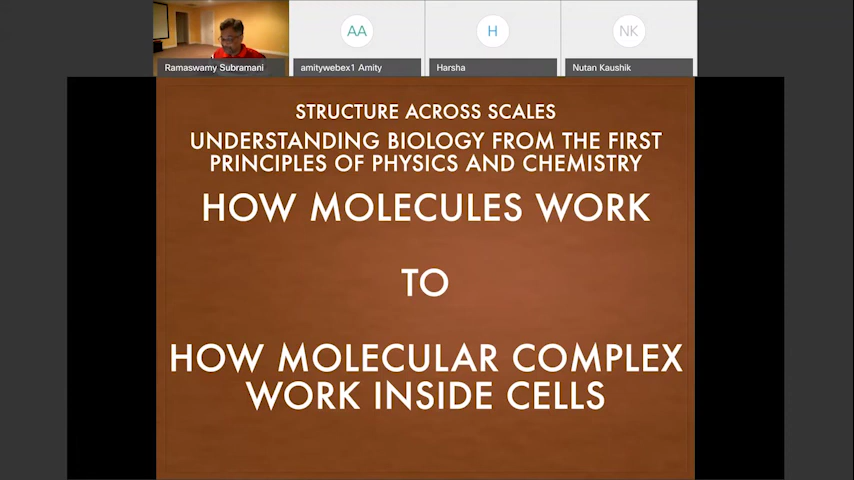 AA
H
NK
Ramaswamy Subramani
amitywebex1 Amity
Harsha
Nutan Kaushik
STRUCTURE ACROSS SCALES
UNDERSTANDING BIOLOGY FROM THE FIRST
PRINCIPLES OF PHYSICS AND CHEMISTRY
HOW MOLECULES WORK
TO
HOW MOLECULAR COMPLEX
WORK INSIDE CELLS